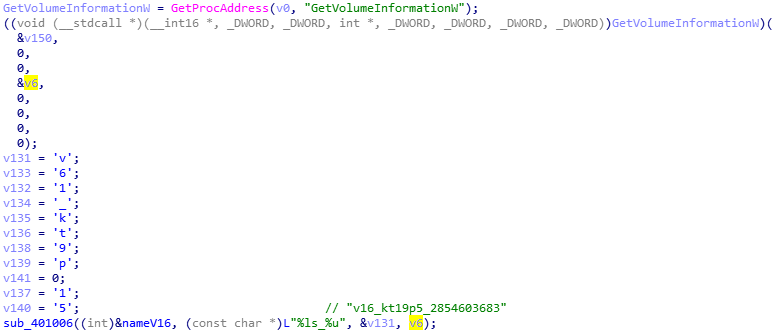 GetVolumeInformationW = GetProcAddress(v0, "GetVolumeInformationW");
((void (__stdcall *)(__int16 *, _DWORD, _DWORD, int *, _DWORD, _DWORD, _DWORD, _DWORD))GetVolumeInformationW)(
&v150,
0,
0,
&v6,
0,
0,
0,
0);
v131 = 'v';
v133 = '6';
v132 = '1';
v134 = '_';
v135 = 'k';
v136 = 't';
v138 = '9';
v139 = 'p';
v141 = 0;
v137 = '1';
v140 = '5'; // "v16_kt19p5_2854603683"
sub_401006((int)&nameV16, (const char *)L"%ls_%u", &v131, v6);